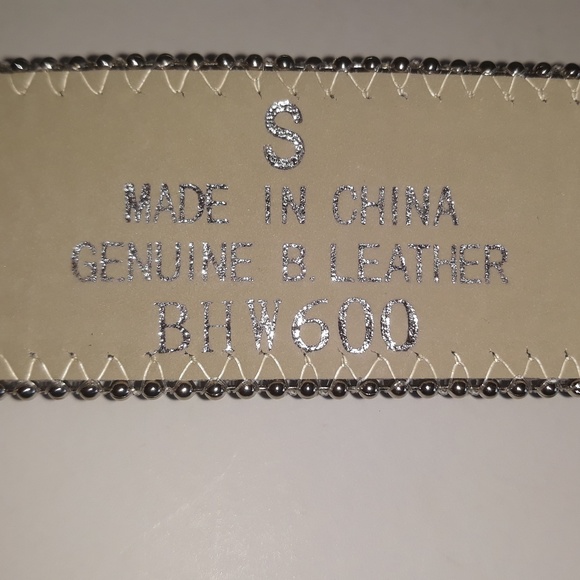 S
MADE IN CHINA
GENUINE B. LEATHER
BHW600